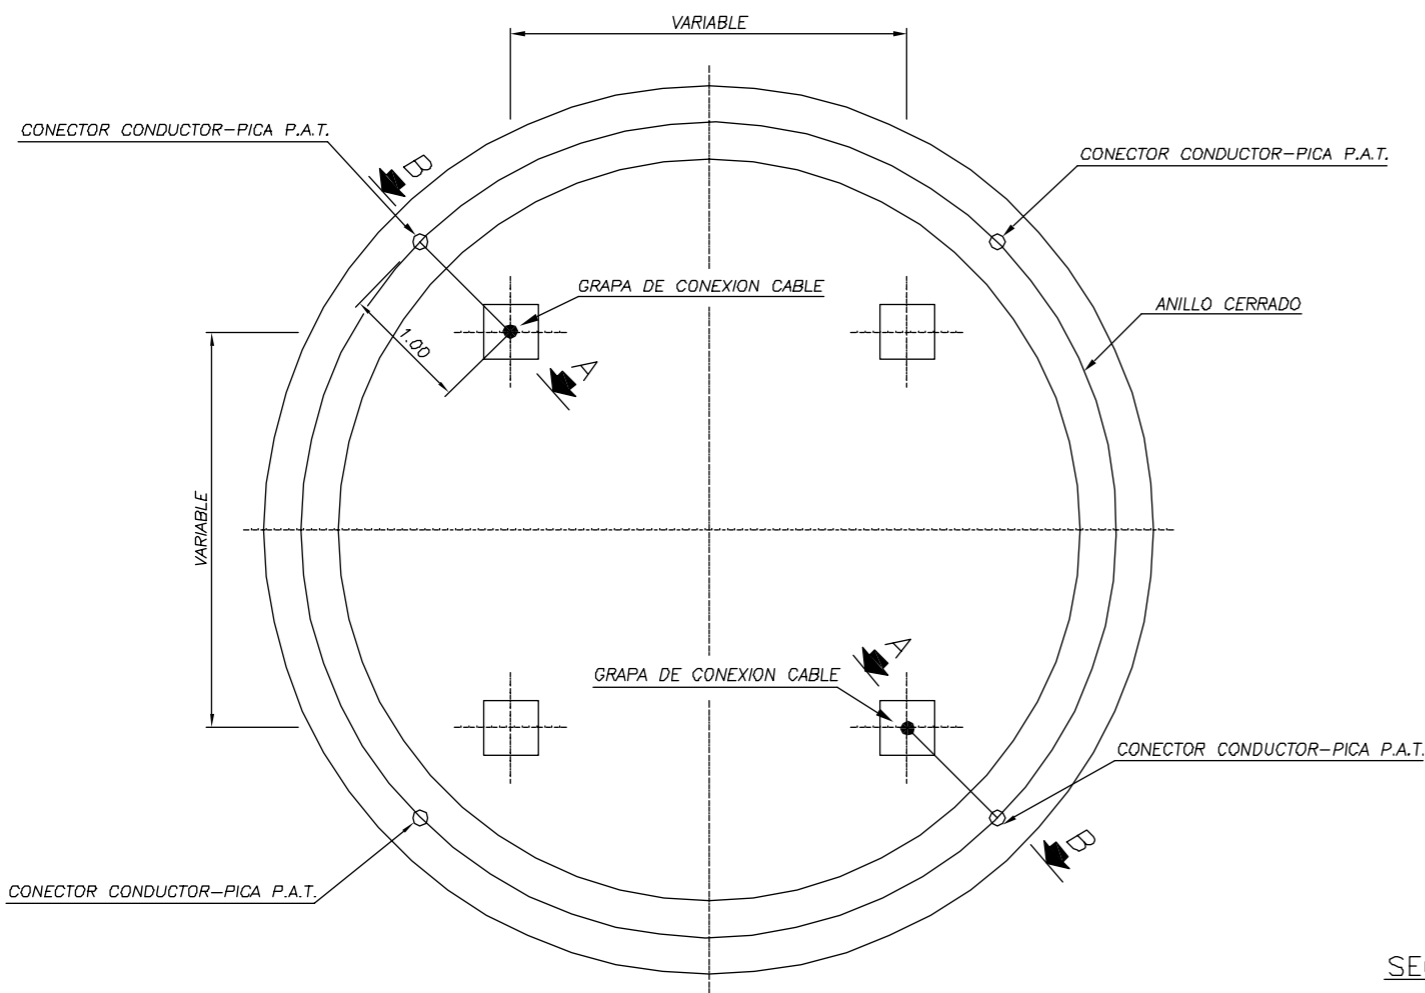 VARIABLE
CONECTOR CONDUCTOR-PICA P.A.T.
B
CONECTOR CONDUCTOR-PICA P.A.T.
GRAPA DE CONEXION CABLE
ANILLO CERRADO
1.00
A
VARIABLE
A
GRAPA DE CONEXION CABLE
CONECTOR CONDUCTOR-PICA P.A.T.
B
CONECTOR CONDUCTOR-PICA P.A.T.